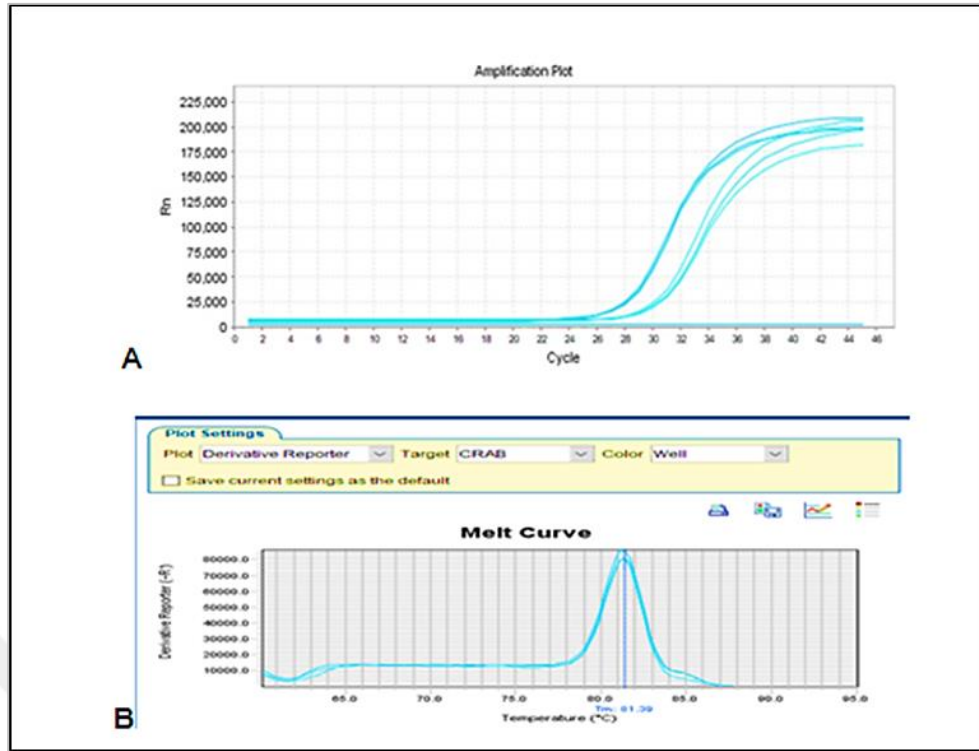 Amplification Plot
225,000
200,000
175,000
150,000
125,000
100,000
75,000
50,000
25,000
0
Rn
0 2 4 6 8 10 12 14 16 18 20 22 24 26 28 30 32 34 36 38 40 42 44 46
Cycle
A
Plot Settings
Plot Derivative Reporter Target CRAB Color Well
Save current settings as the default
Melt Curve
80000.0
70000.0
60000.0
50000.0
40000.0
30000.0
20000.0
10000.0
Derivative Reporter (-R')
65.0 70.0 75.0 80.0 85.0 90.0 95.0
Tm: 81.39
Temperature (°C)
B